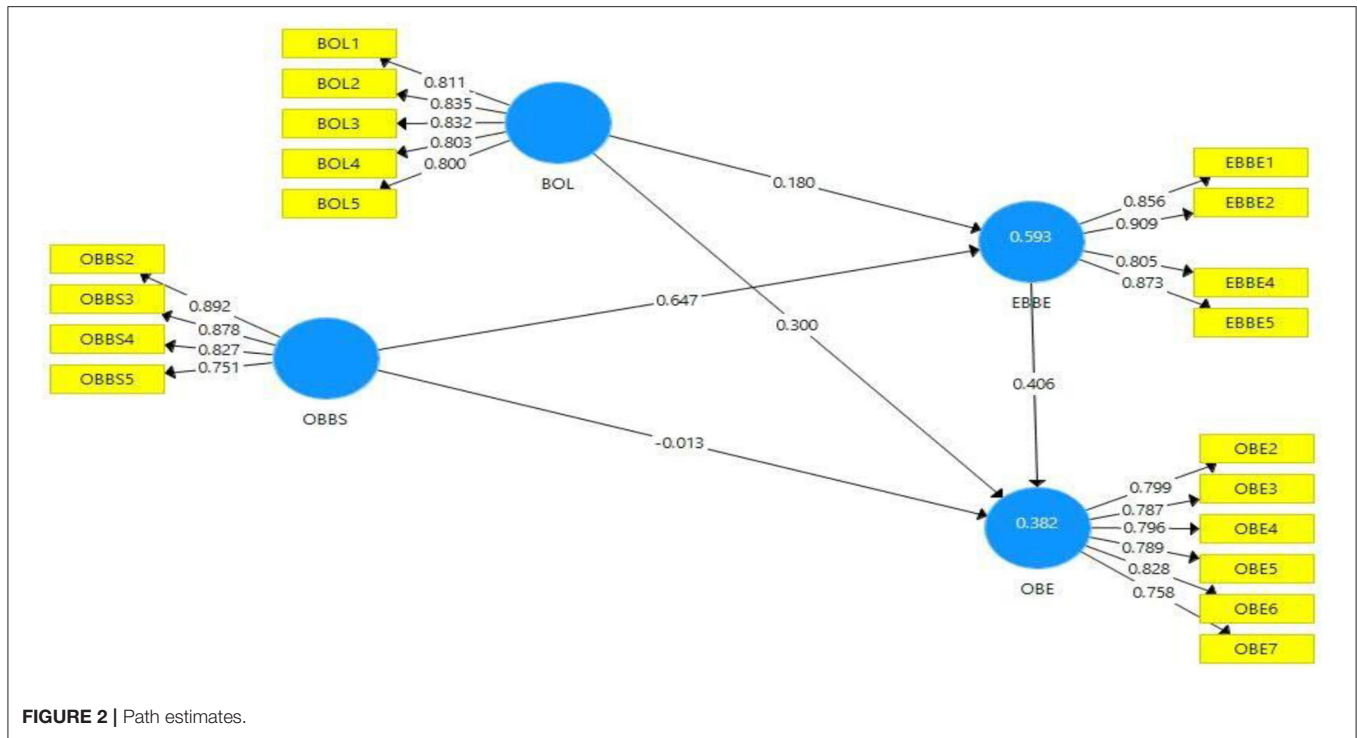 BOL1
BOL2
BOL3
BOL4
BOL5
0.811
0.835
0.832
0.803
0.800
BOL
OBBS2
OBBS3
OBBS4
OBBS5
0.892
0.878
0.827
0.751
OBBS
0.180
0.647
0.300
-0.013
0.406
0.593
EBBE
0.856
0.909
0.805
0.873
EBBE1
EBBE2
EBBE4
EBBE5
0.382
OBE
0.799
0.787
0.796
0.789
0.828
0.758
OBE2
OBE3
OBE4
OBE5
OBE6
OBE7
FIGURE 2 | Path estimates.